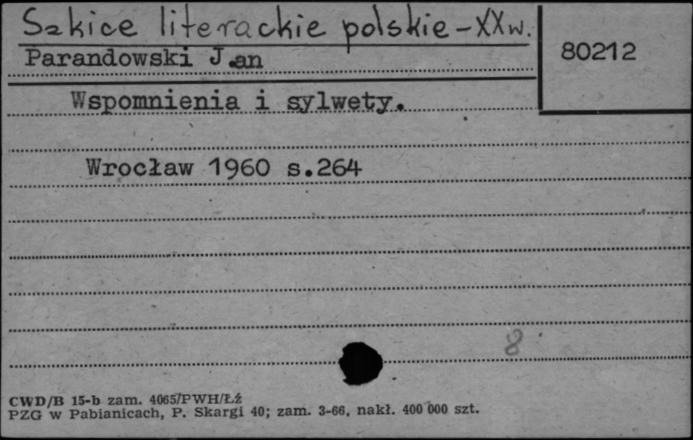 Szkice literackie polskie - XX w.
80212
Parandowski Jan
Wspomnienia i sylwety.
Wrocław 1960 s.264
8
CWD/B 15-b zam. 4065/PWH/Łź
PZG w Pabianicach, P. Skargi 40; zam. 3-66, nakł. 400 000 szt.